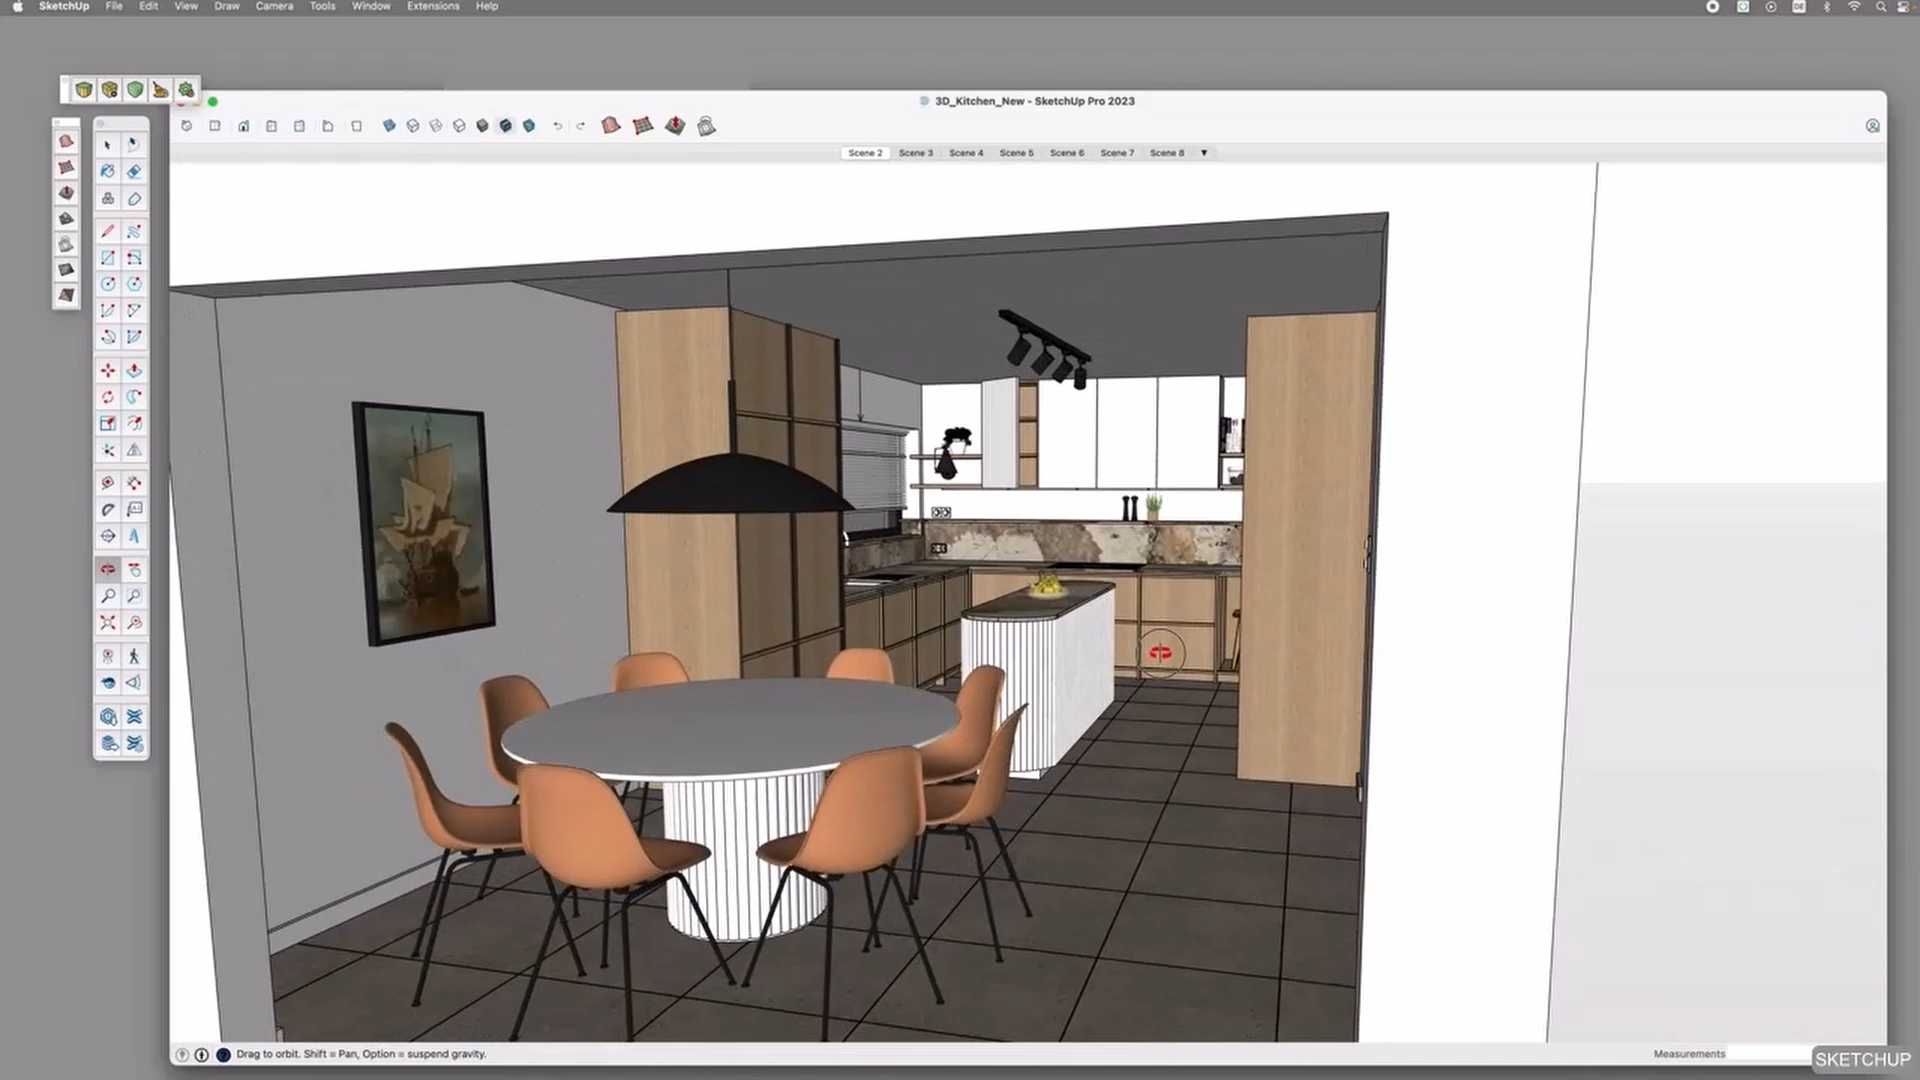 SketchUp File Edit View Draw Camera Tools Window Extensions Help
3D_Kitchen_New - SketchUp Pro 2023
Scene 2 Scene 3 Scene 4 Scene 5 Scene 6 Scene 7 Scene 8
Drag to orbit. Shift = Pan, Option = suspend gravity.
Measurements
SKETCHUP